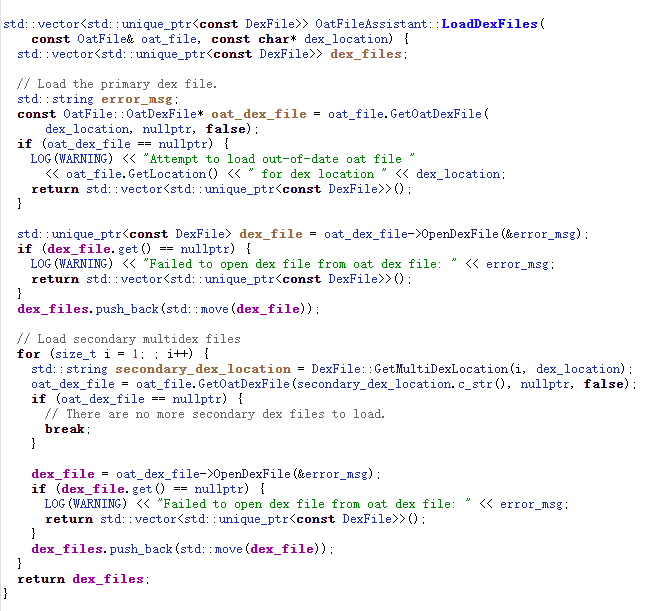 std::vector<std::unique_ptr<const DexFile>> OatFileAssistant::LoadDexFiles(
    const OatFile& oat_file, const char* dex_location) {
  std::vector<std::unique_ptr<const DexFile>> dex_files;

  // Load the primary dex file.
  std::string error_msg;
  const OatFile::OatDexFile* oat_dex_file = oat_file.GetOatDexFile(
      dex_location, nullptr, false);
  if (oat_dex_file == nullptr) {
    LOG(WARNING) << "Attempt to load out-of-date oat file "
      << oat_file.GetLocation() << " for dex location " << dex_location;
    return std::vector<std::unique_ptr<const DexFile>>();
  }

  std::unique_ptr<const DexFile> dex_file = oat_dex_file->OpenDexFile(&error_msg);
  if (dex_file.get() == nullptr) {
    LOG(WARNING) << "Failed to open dex file from oat dex file: " << error_msg;
    return std::vector<std::unique_ptr<const DexFile>>();
  }
  dex_files.push_back(std::move(dex_file));

  // Load secondary multidex files
  for (size_t i = 1; ; i++) {
    std::string secondary_dex_location = DexFile::GetMultiDexLocation(i, dex_location);
    oat_dex_file = oat_file.GetOatDexFile(secondary_dex_location.c_str(), nullptr, false);
    if (oat_dex_file == nullptr) {
      // There are no more secondary dex files to load.
      break;
    }

    dex_file = oat_dex_file->OpenDexFile(&error_msg);
    if (dex_file.get() == nullptr) {
      LOG(WARNING) << "Failed to open dex file from oat dex file: " << error_msg;
      return std::vector<std::unique_ptr<const DexFile>>();
    }
    dex_files.push_back(std::move(dex_file));
  }
  return dex_files;
}